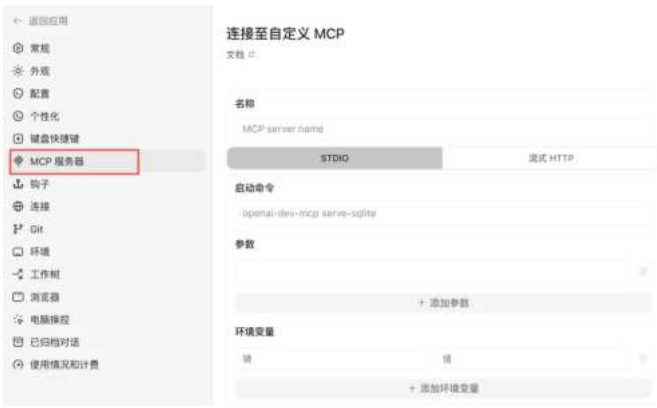 ← 返回应用
常规
外观
配置
个性化
键盘快捷键
MCP 服务器
钩子
连接
Git
环境
工作树
浏览器
电脑操控
已归档对话
使用情况和计费
连接至自定义 MCP
文档
名称
MCP server name
STDIO
流式 HTTP
启动命令
openai-dev-mcp serve-sqlite
参数
+ 添加参数
环境变量
键
值
+ 添加环境变量